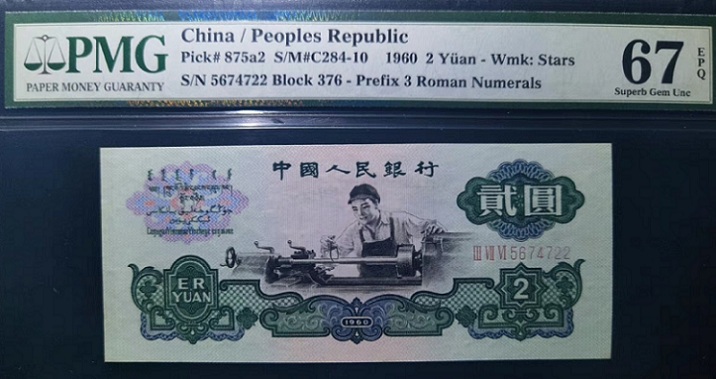 PMG
PAPER MONEY GUARANTY
China / Peoples Republic
Pick# 875a2 S/M#C284-10 1960 2 Yüan - Wmk: Stars
S/N 5674722 Block 376 - Prefix 3 Roman Numerals
67 EPQ
Superb Gem Unc
中國人民銀行
貳圓
III VII VI 5674722
ER
YUAN
1960
2